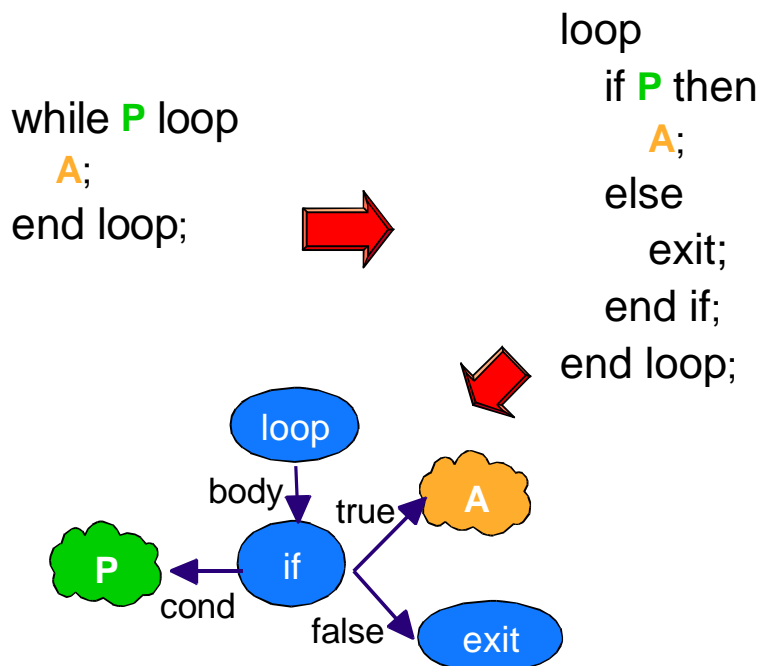 while P loop
A;
end loop;
loop
if P then
A;
else
exit;
end if;
end loop;
loop
body
true
A
P
if
cond
false
exit